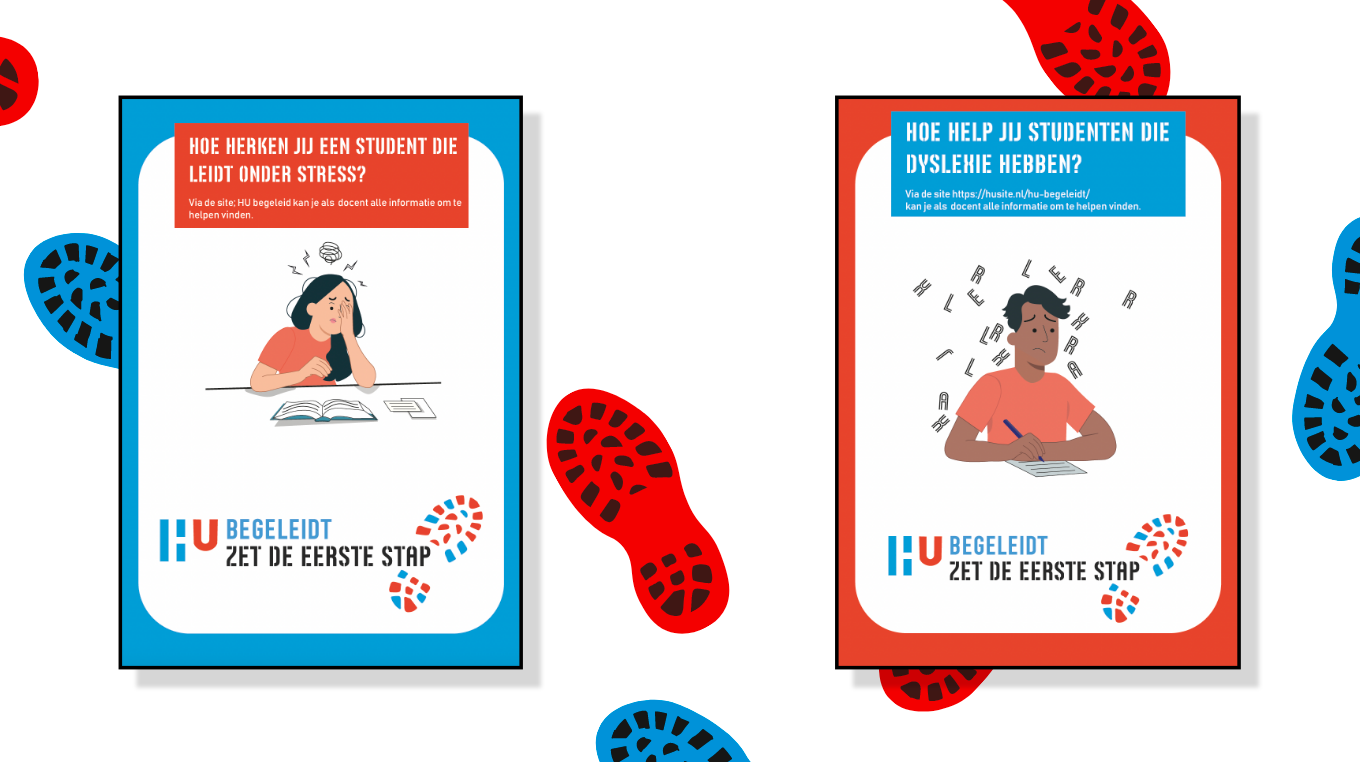 HOE HERKEN JIJ EEN STUDENT DIE
LEIDT ONDER STRESS?
Via de site; HU begeleid kan je als docent alle informatie om te
helpen vinden.
HU BEGELEIDT
ZET DE EERSTE STAP
HOE HELP JIJ STUDENTEN DIE
DYSLEXIE HEBBEN?
Via de site https://husite.nl/hu-begeleidt/
kan je als docent alle informatie om te helpen vinden.
HU BEGELEIDT
ZET DE EERSTE STAP